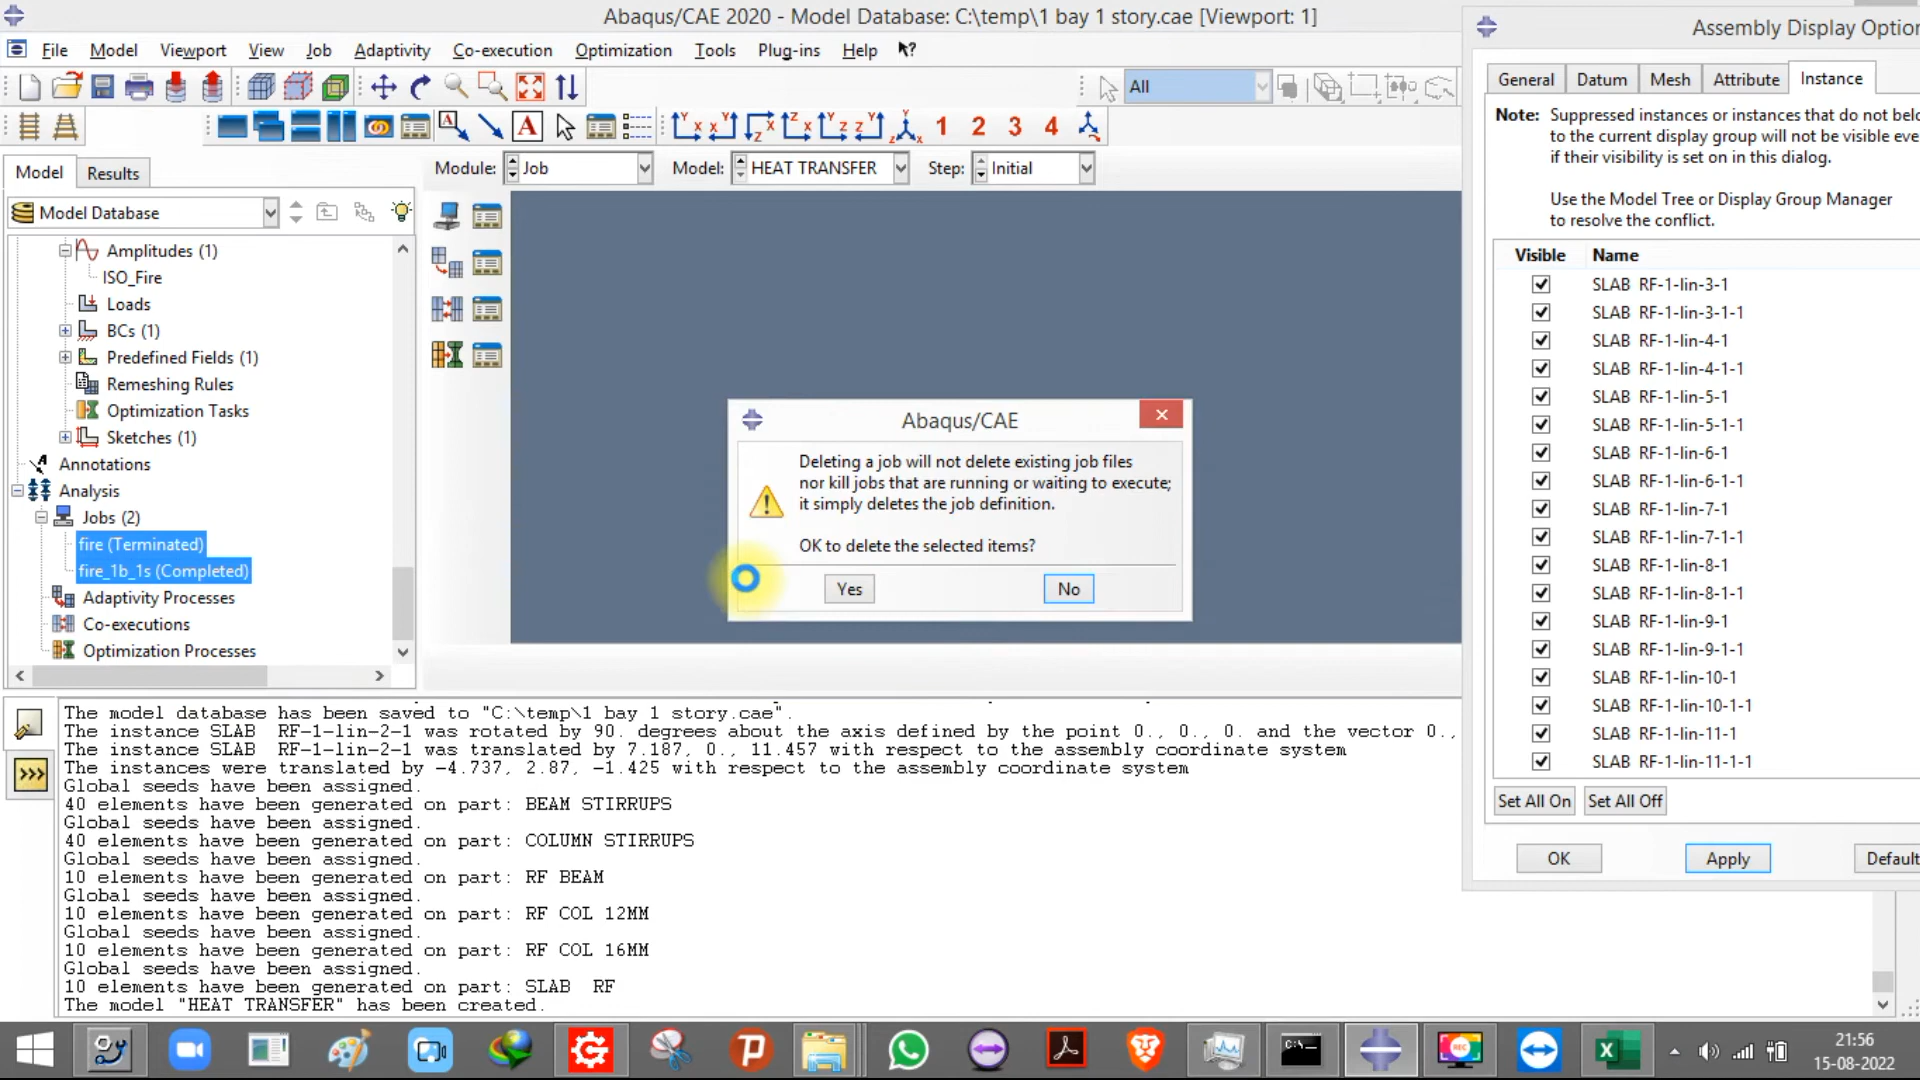 Abaqus/CAE 2020 - Model Database: C:\temp\1 bay 1 story.cae [Viewport: 1]
File Model Viewport View Job Adaptivity Co-execution Optimization Tools Plug-ins Help
All
1 2 3 4
Model Results
Module: Job Model: HEAT TRANSFER Step: Initial
Model Database
Amplitudes (1)
ISO_Fire
Loads
BCs (1)
Predefined Fields (1)
Remeshing Rules
Optimization Tasks
Sketches (1)
Annotations
Analysis
Jobs (2)
fire (Terminated)
fire_1b_1s (Completed)
Adaptivity Processes
Co-executions
Optimization Processes
Abaqus/CAE
Deleting a job will not delete existing job files
nor kill jobs that are running or waiting to execute;
it simply deletes the job definition.
OK to delete the selected items?
Yes No
Assembly Display Optio
General Datum Mesh Attribute Instance
Note: Suppressed instances or instances that do not belo
to the current display group will not be visible eve
if their visibility is set on in this dialog.
Use the Model Tree or Display Group Manager
to resolve the conflict.
Visible Name
SLAB RF-1-lin-3-1
SLAB RF-1-lin-3-1-1
SLAB RF-1-lin-4-1
SLAB RF-1-lin-4-1-1
SLAB RF-1-lin-5-1
SLAB RF-1-lin-5-1-1
SLAB RF-1-lin-6-1
SLAB RF-1-lin-6-1-1
SLAB RF-1-lin-7-1
SLAB RF-1-lin-7-1-1
SLAB RF-1-lin-8-1
SLAB RF-1-lin-8-1-1
SLAB RF-1-lin-9-1
SLAB RF-1-lin-9-1-1
SLAB RF-1-lin-10-1
SLAB RF-1-lin-10-1-1
SLAB RF-1-lin-11-1
SLAB RF-1-lin-11-1-1
Set All On Set All Off
OK Apply Default
The model database has been saved to "C:\temp\1 bay 1 story.cae".
The instance SLAB  RF-1-lin-2-1 was rotated by 90. degrees about the axis defined by the point 0., 0., 0. and the vector 0.,
The instance SLAB  RF-1-lin-2-1 was translated by 7.187, 0., 11.457 with respect to the assembly coordinate system
The instances were translated by -4.737, 2.87, -1.425 with respect to the assembly coordinate system
Global seeds have been assigned.
40 elements have been generated on part: BEAM STIRRUPS
Global seeds have been assigned.
40 elements have been generated on part: COLUMN STIRRUPS
Global seeds have been assigned.
10 elements have been generated on part: RF BEAM
Global seeds have been assigned.
10 elements have been generated on part: RF COL 12MM
Global seeds have been assigned.
10 elements have been generated on part: RF COL 16MM
Global seeds have been assigned.
10 elements have been generated on part: SLAB  RF
The model "HEAT TRANSFER" has been created.
21:56
15-08-2022